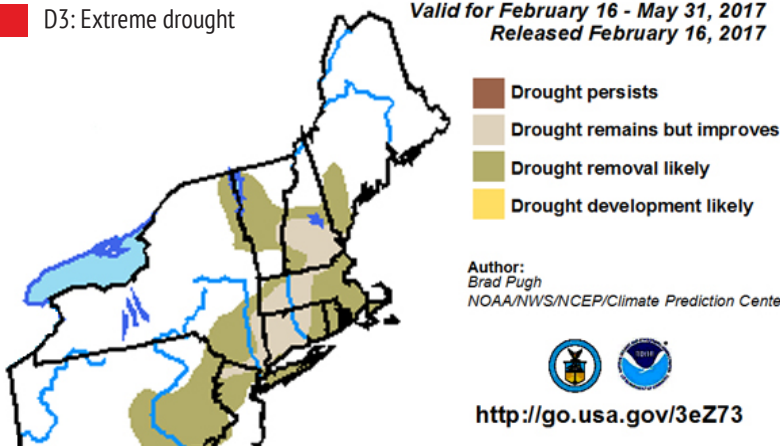 D3: Extreme drought
Valid for February 16 - May 31, 2017
Released February 16, 2017
Drought persists
Drought remains but improves
Drought removal likely
Drought development likely
Author:
Brad Pugh
NOAA/NWS/NCEP/Climate Prediction Cente
http://go.usa.gov/3eZ73